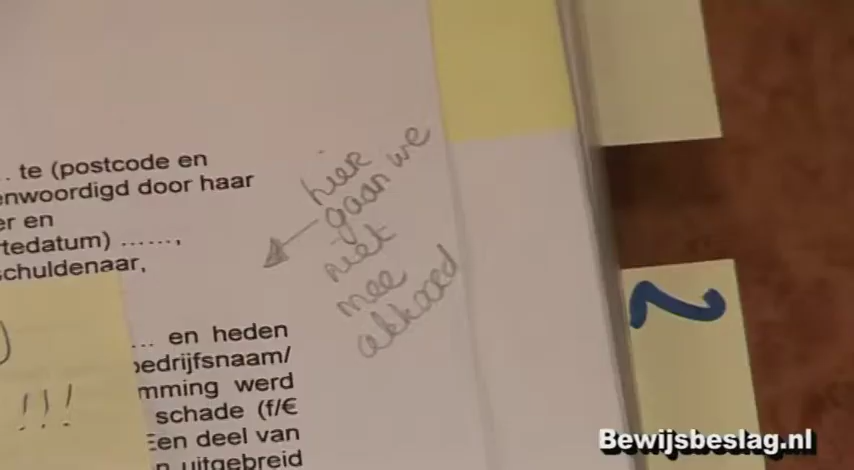 te (postcode en
enwoordigd door haar
er en
rtedatum) ……,
schuldenaar,
hier
gaan we
niet
mee
akkoord
... en heden
bedrijfsnaam/
mming werd
schade (f/€
Een deel van
n uitgebreid
!!!
2
Bewijsbeslag.nl